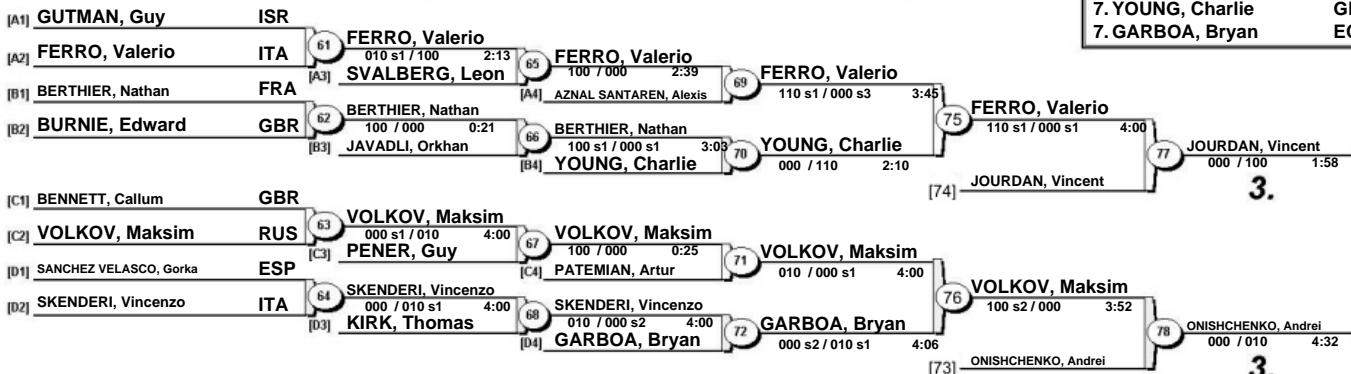 7. YOUNG, Charlie
7. GARBOA, Bryan
[A1] GUTMAN, Guy ISR
[A2] FERRO, Valerio ITA
61 FERRO, Valerio
010 s1 / 100 2:13
[A3] SVALBERG, Leon
65 FERRO, Valerio
100 / 000 2:39
[A4] AZNAL SANTAREN, Alexis
69 FERRO, Valerio
110 s1 / 000 s3 3:45
[B1] BERTHIER, Nathan FRA
[B2] BURNIE, Edward GBR
62 BERTHIER, Nathan
100 / 000 0:21
[B3] JAVADLI, Orkhan
66 BERTHIER, Nathan
100 s1 / 000 s1 3:03
[B4] YOUNG, Charlie
70 YOUNG, Charlie
000 / 110 2:10
75 FERRO, Valerio
110 s1 / 000 s1 4:00
[74] JOURDAN, Vincent
77 JOURDAN, Vincent
000 / 100 1:58
3.
[C1] BENNETT, Callum GBR
[C2] VOLKOV, Maksim RUS
63 VOLKOV, Maksim
000 s1 / 010 4:00
[C3] PENER, Guy
67 VOLKOV, Maksim
100 / 000 0:25
[C4] PATEMIAN, Artur
71 VOLKOV, Maksim
010 / 000 s1 4:00
[D1] SANCHEZ VELASCO, Gorka ESP
[D2] SKENDERI, Vincenzo ITA
64 SKENDERI, Vincenzo
000 / 010 s1 4:00
[D3] KIRK, Thomas
68 SKENDERI, Vincenzo
010 / 000 s2 4:00
[D4] GARBOA, Bryan
72 GARBOA, Bryan
000 s2 / 010 s1 4:06
76 VOLKOV, Maksim
100 s2 / 000 3:52
[73] ONISHCHENKO, Andrei
78 ONISHCHENKO, Andrei
000 / 010 4:32
3.